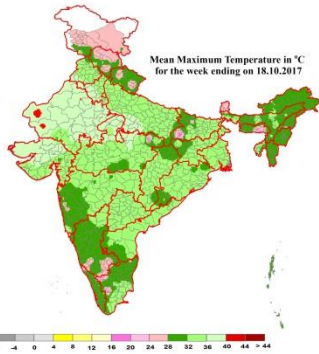 Mean Maximum Temperature in °C
for the week ending on 18.10.2017
-4 0 4 8 12 16 20 24 28 32 36 40 44 > 44